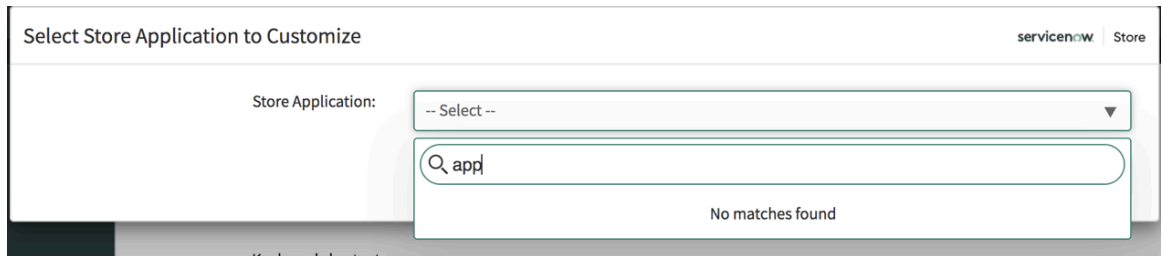 Select Store Application to Customize
servicenow Store
Store Application:
-- Select --
app
No matches found